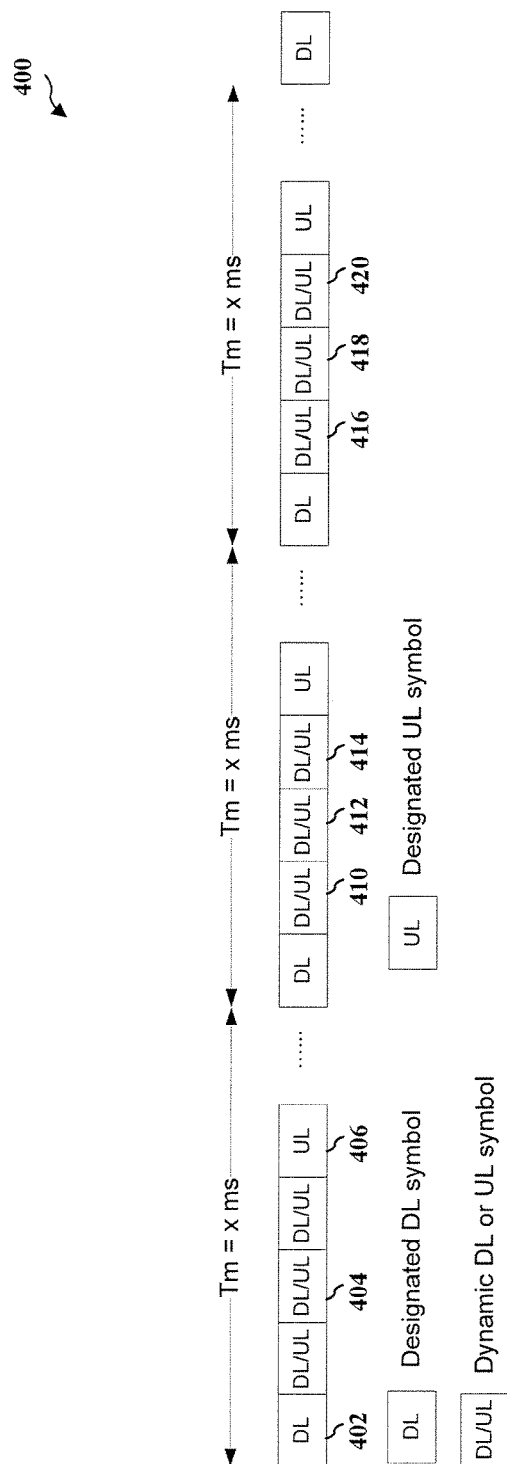 400
Tm = x ms Tm = x ms Tm = x ms
DL DL/UL DL/UL DL/UL UL ...... DL DL/UL DL/UL DL/UL UL ...... DL DL/UL DL/UL DL/UL UL ...... DL
402 404 406 410 412 414 416 418 420
DL Designated DL symbol UL Designated UL symbol
DL/UL Dynamic DL or UL symbol